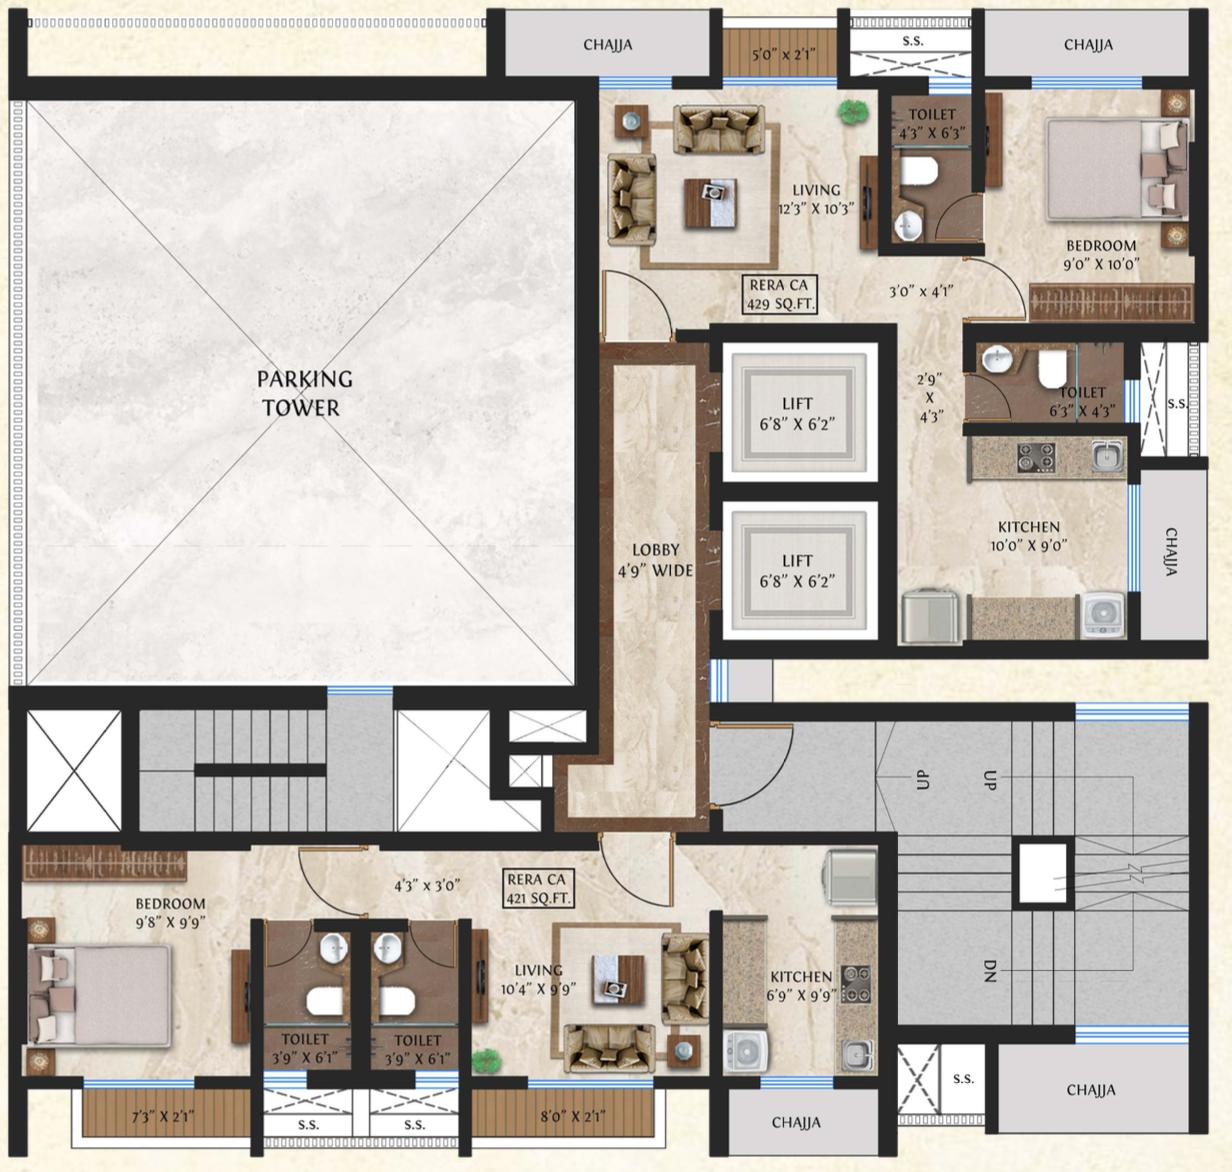 CHAJJA
5'0" x 2'1"
S.S.
CHAJJA
TOILET
4'3" X 6'3"
LIVING
12'3" X 10'3"
BEDROOM
9'0" X 10'0"
RERA CA
429 SQ.FT.
3'0" x 4'1"
PARKING
TOWER
LIFT
6'8" X 6'2"
2'9"
X
4'3"
TOILET
6'3" X 4'3"
S.S.
LOBBY
4'9" WIDE
LIFT
6'8" X 6'2"
KITCHEN
10'0" X 9'0"
CHAJJA
UP
UP
BEDROOM
9'8" X 9'9"
4'3" x 3'0"
RERA CA
421 SQ.FT.
LIVING
10'4" X 9'9"
KITCHEN
6'9" X 9'9"
DN
TOILET
3'9" X 6'1"
TOILET
3'9" X 6'1"
S.S.
CHAJJA
7'3" X 2'1"
S.S.
S.S.
8'0" X 2'1"
CHAJJA